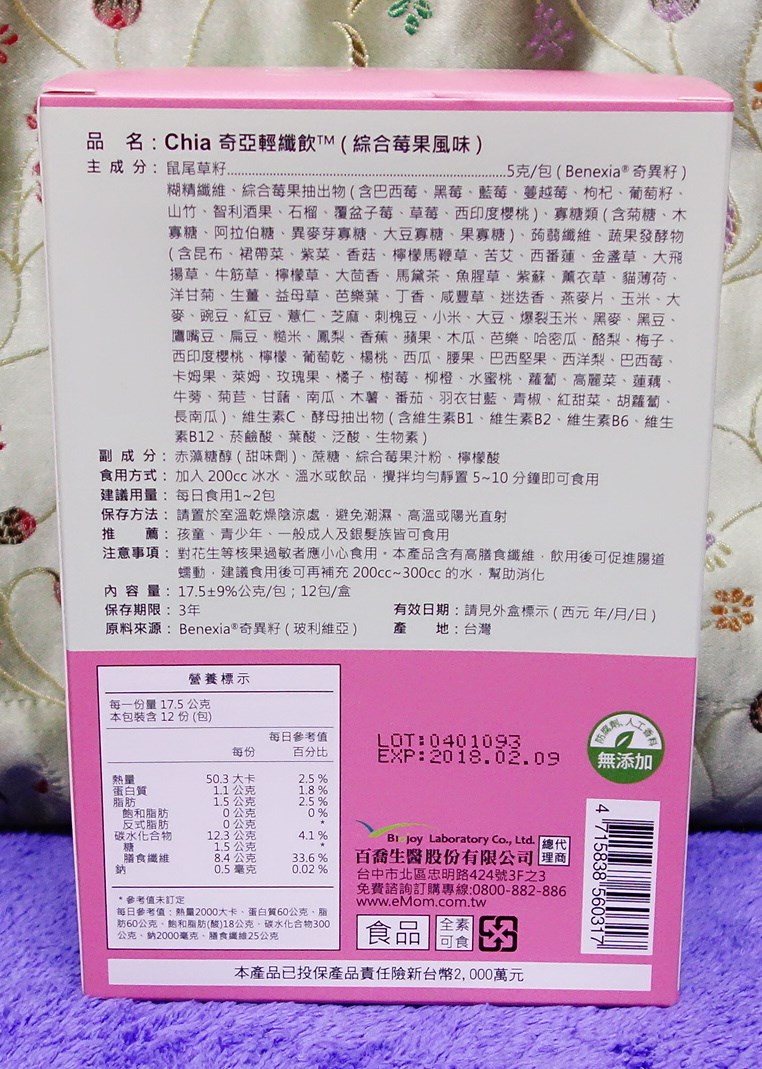 品 名：Chia 奇亞輕纖飲™（綜合莓果風味）
主 成 分：鼠尾草籽........................................5克/包（Benexia®奇異籽）
糊精纖維、綜合莓果抽出物（含巴西莓、黑莓、藍莓、蔓越莓、枸杞、葡萄籽、
山竹、智利酒果、石榴、覆盆子莓、草莓、西印度櫻桃）、寡糖類（含菊糖、木
寡糖、阿拉伯糖、異麥芽寡糖、大豆寡糖、果寡糖）、蒟蒻纖維、蔬果發酵物
（含昆布、裙帶菜、紫菜、香菇、檸檬馬鞭草、苦艾、西番蓮、金盞草、大飛
揚草、牛筋草、檸檬草、大茴香、馬黛茶、魚腥草、紫蘇、薰衣草、貓薄荷、
洋甘菊、生薑、益母草、芭樂葉、丁香、咸豐草、迷迭香、燕麥片、玉米、大
麥、豌豆、紅豆、薏仁、芝麻、刺槐豆、小米、大豆、爆裂玉米、黑麥、黑豆、
鷹嘴豆、扁豆、糙米、鳳梨、香蕉、蘋果、木瓜、芭樂、哈密瓜、酪梨、梅子、
西印度櫻桃、檸檬、葡萄乾、楊桃、西瓜、腰果、巴西堅果、西洋梨、巴西莓、
卡姆果、萊姆、玫瑰果、橘子、樹莓、柳橙、水蜜桃、蘿蔔、高麗菜、蓮藕、
牛蒡、菊苣、甘藷、南瓜、木薯、番茄、羽衣甘藍、青椒、紅甜菜、胡蘿蔔、
長南瓜）、維生素C、酵母抽出物（含維生素B1、維生素B2、維生素B6、維生
素B12、菸鹼酸、葉酸、泛酸、生物素）
副 成 分：赤藻糖醇（甜味劑）、蔗糖、綜合莓果汁粉、檸檬酸
食用方式：加入200cc 冰水、溫水或飲品，攪拌均勻靜置 5~10 分鐘即可食用
建議用量：每日食用1~2包
保存方法：請置於室溫乾燥陰涼處，避免潮濕、高溫或陽光直射
推 薦：孩童、青少年、一般成人及銀髮族皆可食用
注意事項：對花生等核果過敏者應小心食用。本產品含有高膳食纖維，飲用後可促進腸道
蠕動，建議食用後可再補充 200cc~300cc 的水，幫助消化
內 容 量：17.5±9%公克/包；12包/盒
保存期限：3年 有效日期：請見外盒標示（西元 年/月/日）
原料來源：Benexia®奇異籽（玻利維亞） 產 地：台灣
營養標示
每一份量 17.5 公克
本包裝含 12 份 (包)
每日參考值
每份 百分比
熱量 50.3 大卡 2.5 %
蛋白質 1.1 公克 1.8 %
脂肪 1.5 公克 2.5 %
飽和脂肪 0 公克 0 %
反式脂肪 0 公克 *
碳水化合物 12.3 公克 4.1 %
糖 1.5 公克 *
膳食纖維 8.4 公克 33.6 %
鈉 0.5 毫克 0.02 %
* 參考值未訂定
每日參考值：熱量2000大卡、蛋白質60公克、脂
肪60公克、飽和脂肪(酸)18公克、碳水化合物300
公克、鈉2000毫克、膳食纖維25公克
LOT:0401093
EXP:2018.02.09
防腐劑、人工香料
無添加
BioJoy Laboratory Co., Ltd.
百喬生醫股份有限公司 總代理商
台中市北區忠明路424號3F之3
免費諮詢訂購專線:0800-882-886
www.eMom.com.tw
食品 全素可食
4 715838 560317
本產品已投保產品責任險新台幣2,000萬元